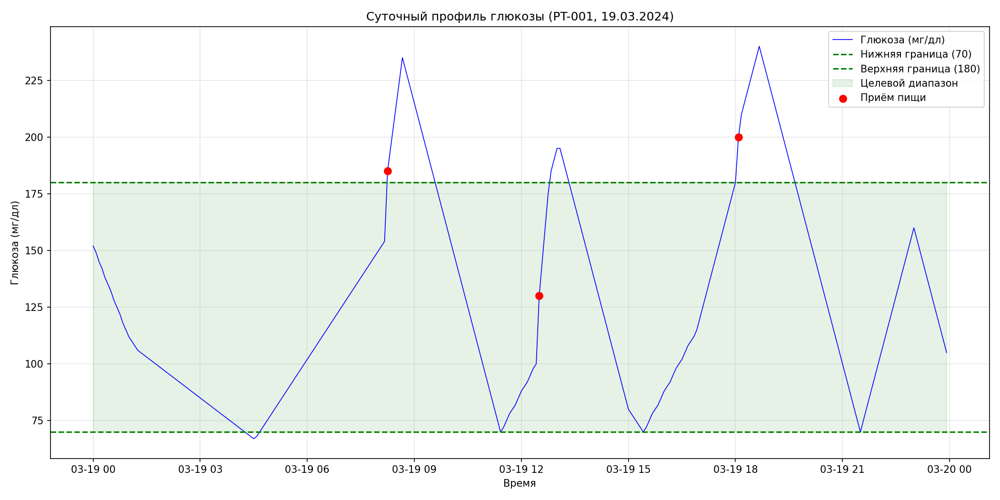 Суточный профиль глюкозы (PT-001, 19.03.2024)
Глюкоза (мг/дл)
Нижняя граница (70)
Верхняя граница (180)
Целевой диапазон
Приём пищи
Глюкоза (мг/дл)
225
200
175
150
125
100
75
03-19 00 03-19 03 03-19 06 03-19 09 03-19 12 03-19 15 03-19 18 03-19 21 03-20 00
Время